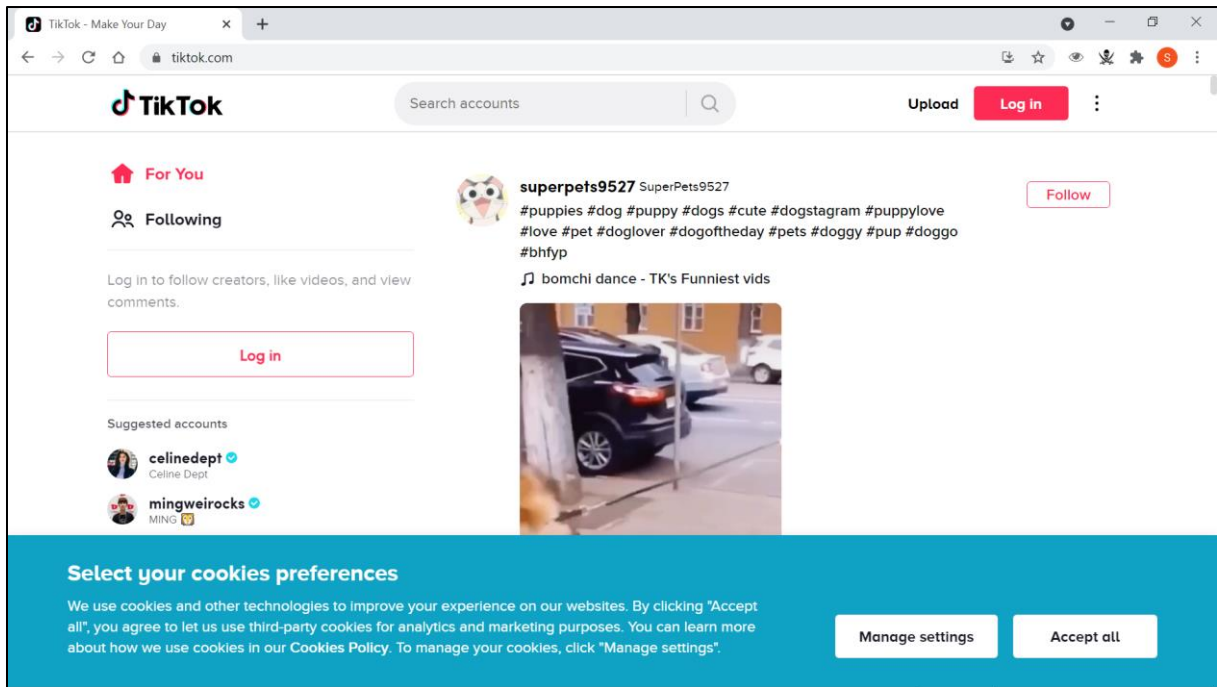 TikTok - Make Your Day
tiktok.com
S
TikTok
Search accounts
Upload
Log in
For You
Following
Log in to follow creators, like videos, and view
comments.
Log in
Suggested accounts
celinedept
Celine Dept
mingweirocks
MING
superpets9527 SuperPets9527
Follow
#puppies #dog #puppy #dogs #cute #dogstagram #puppylove
#love #pet #doglover #dogoftheday #pets #doggy #pup #doggo
#bhfyp
bomchi dance - TK's Funniest vids
Select your cookies preferences
We use cookies and other technologies to improve your experience on our websites. By clicking "Accept
all", you agree to let us use third-party cookies for analytics and marketing purposes. You can learn more
about how we use cookies in our Cookies Policy. To manage your cookies, click "Manage settings".
Manage settings
Accept all